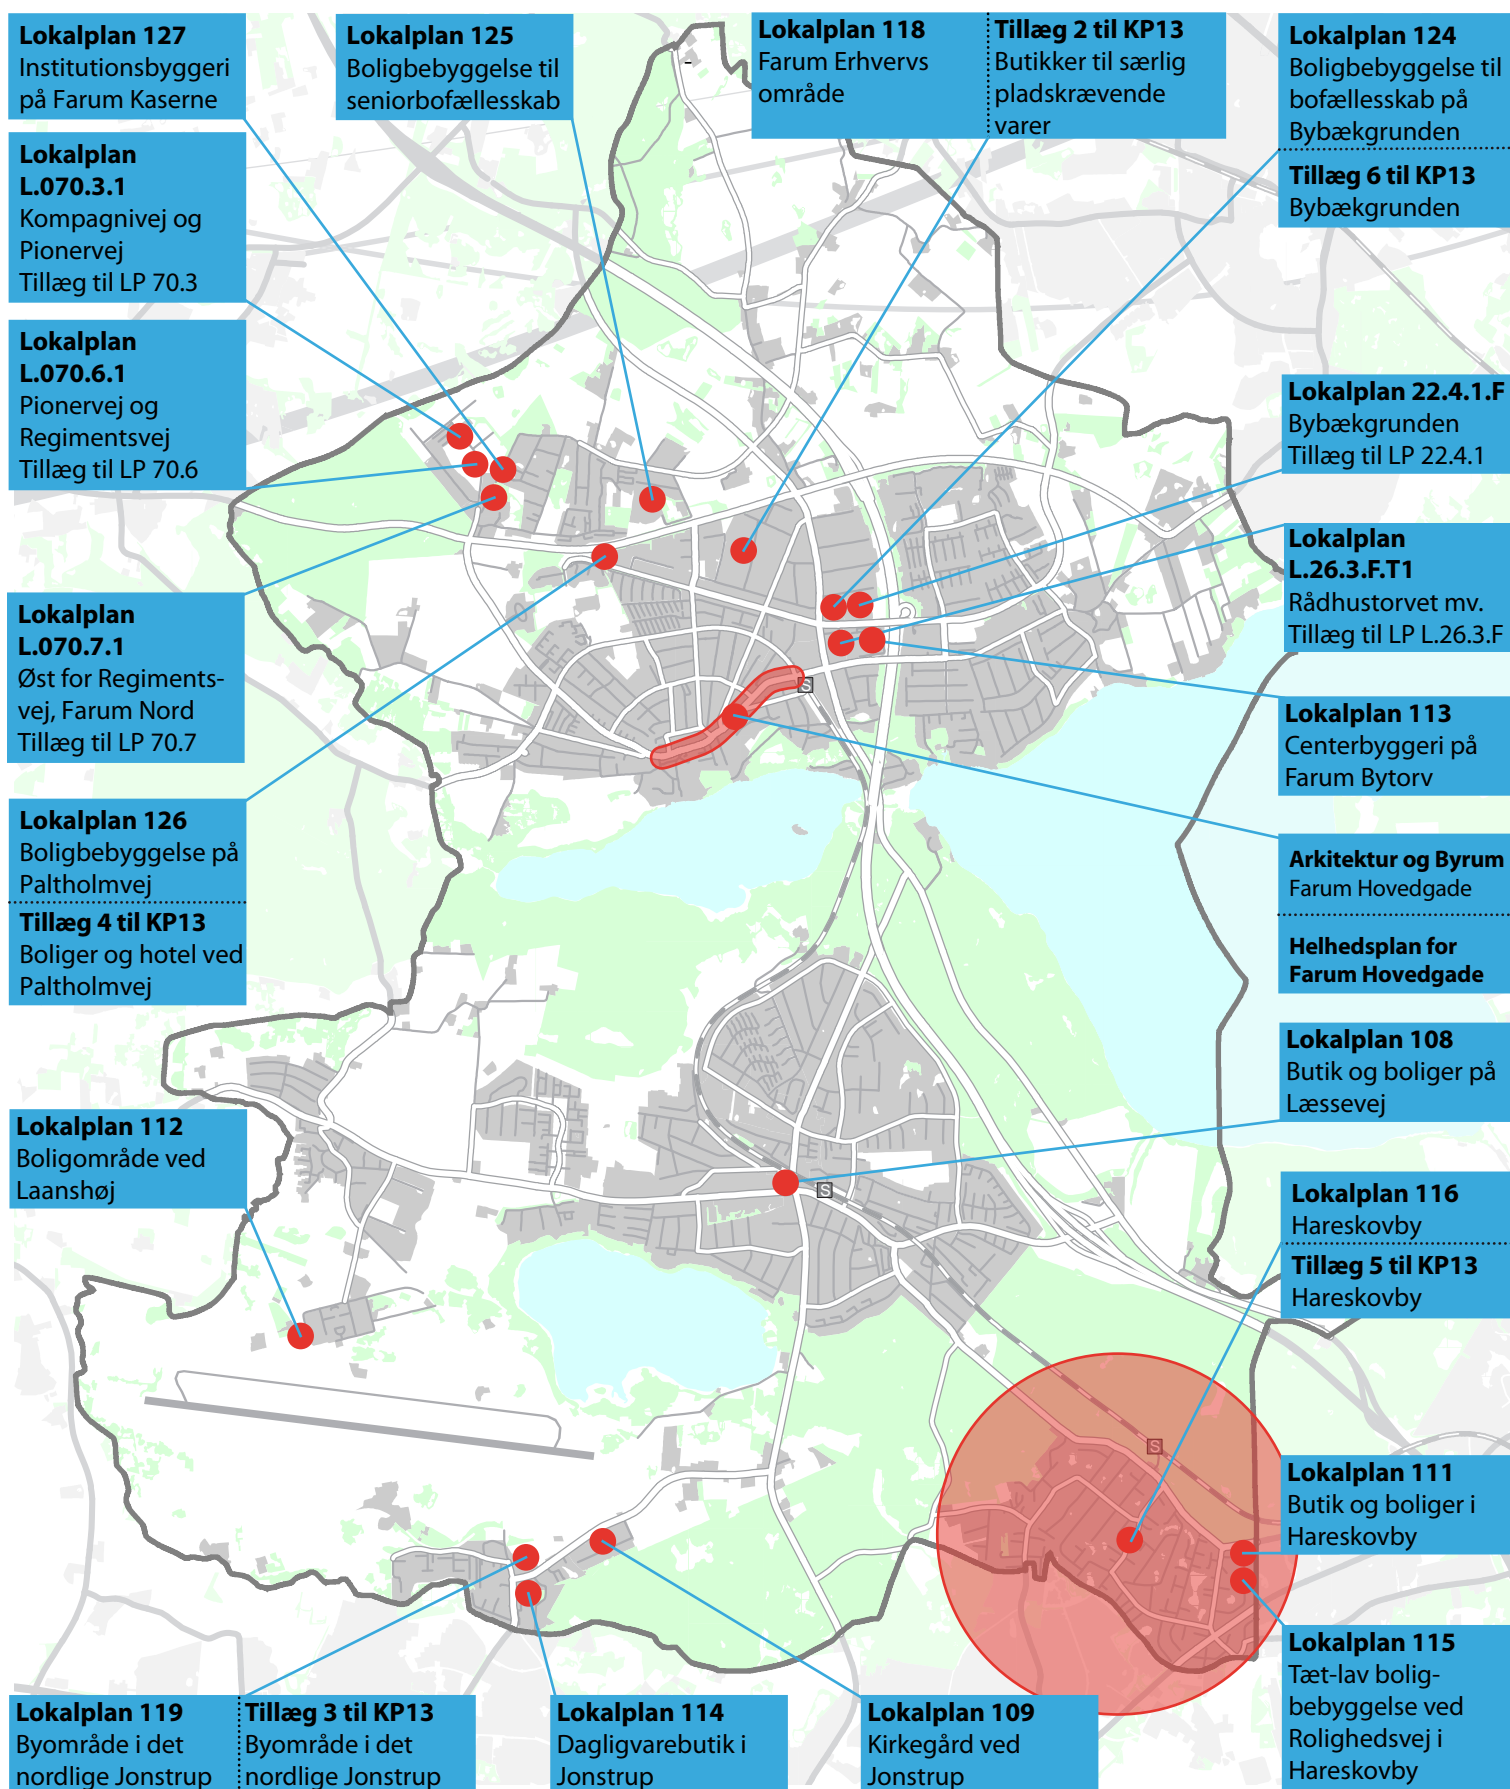 Lokalplan 127
Institutionsbyggeri
på Farum Kaserne
Lokalplan 125
Boligbebyggelse til
seniorbofællesskab
Lokalplan 118
Farum Erhvervs
område
Tillæg 2 til KP13
Butikker til særlig
pladskrævende
varer
Lokalplan 124
Boligbebyggelse til
bofællesskab på
Bybækgrunden
Tillæg 6 til KP13
Bybækgrunden
Lokalplan
L.070.3.1
Kompagnivej og
Pionervej
Tillæg til LP 70.3
Lokalplan
L.070.6.1
Pionervej og
Regimentsvej
Tillæg til LP 70.6
Lokalplan 22.4.1.F
Bybækgrunden
Tillæg til LP 22.4.1
Lokalplan
L.26.3.F.T1
Rådhustorvet mv.
Tillæg til LP L.26.3.F
Lokalplan
L.070.7.1
Øst for Regiments-
vej, Farum Nord
Tillæg til LP 70.7
S
Lokalplan 113
Centerbyggeri på
Farum Bytorv
Lokalplan 126
Boligbebyggelse på
Paltholmvej
Tillæg 4 til KP13
Boliger og hotel ved
Paltholmvej
Arkitektur og Byrum
Farum Hovedgade
Helhedsplan for
Farum Hovedgade
Lokalplan 108
Butik og boliger på
Læssevej
Lokalplan 112
Boligområde ved
Laanshøj
S
Lokalplan 116
Hareskovby
Tillæg 5 til KP13
Hareskovby
S
Lokalplan 111
Butik og boliger i
Hareskovby
Lokalplan 115
Tæt-lav bolig-
bebyggelse ved
Rolighedsvej i
Hareskovby
Lokalplan 119
Byområde i det
nordlige Jonstrup
Tillæg 3 til KP13
Byområde i det
nordlige Jonstrup
Lokalplan 114
Dagligvarebutik i
Jonstrup
Lokalplan 109
Kirkegård ved
Jonstrup